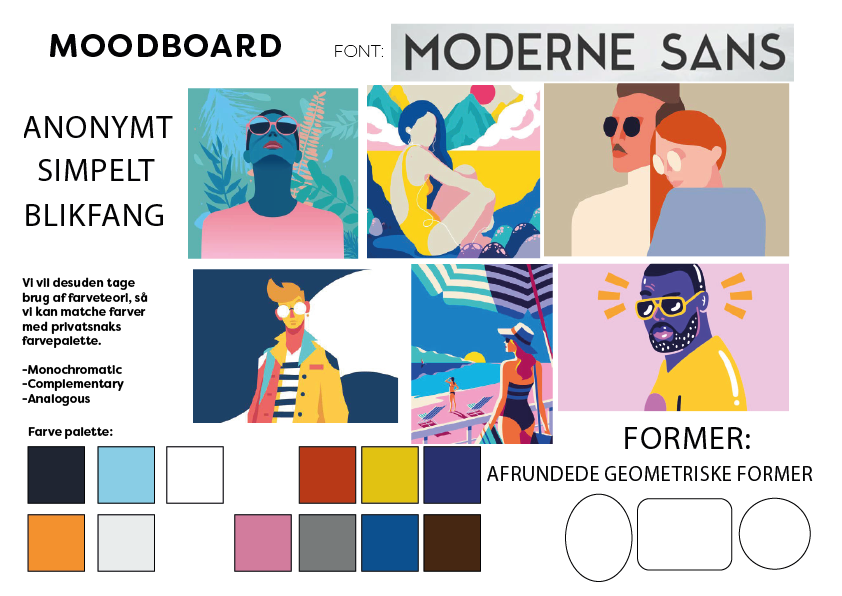 MOODBOARD
FONT:
MODERNE SANS
ANONYMT
SIMPELT
BLIKFANG
Vi vil desuden tage
brug af farveteori, så
vi kan matche farver
med privatsnaks
farvepalette.
-Monochromatic
-Complementary
-Analogous
Farve palette:
FORMER:
AFRUNDEDE GEOMETRISKE FORMER